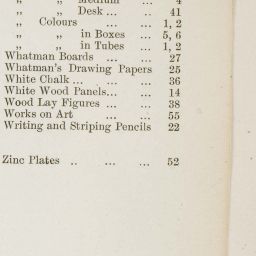 „ „ Medium ... 4
„ „ Desk ... .. 41
„ Colours ... ... 1, 2
„ „ in Boxes ... 5, 6
„ „ in Tubes ... 1, 2
Whatman Boards ... ... 27
Whatman's Drawing Papers 25
White Chalk ... ... ... 36
White Wood Panels... ... 14
Wood Lay Figures ... ... 38
Works on Art ... ... 55
Writing and Striping Pencils 22
Zinc Plates .. ... ... 52